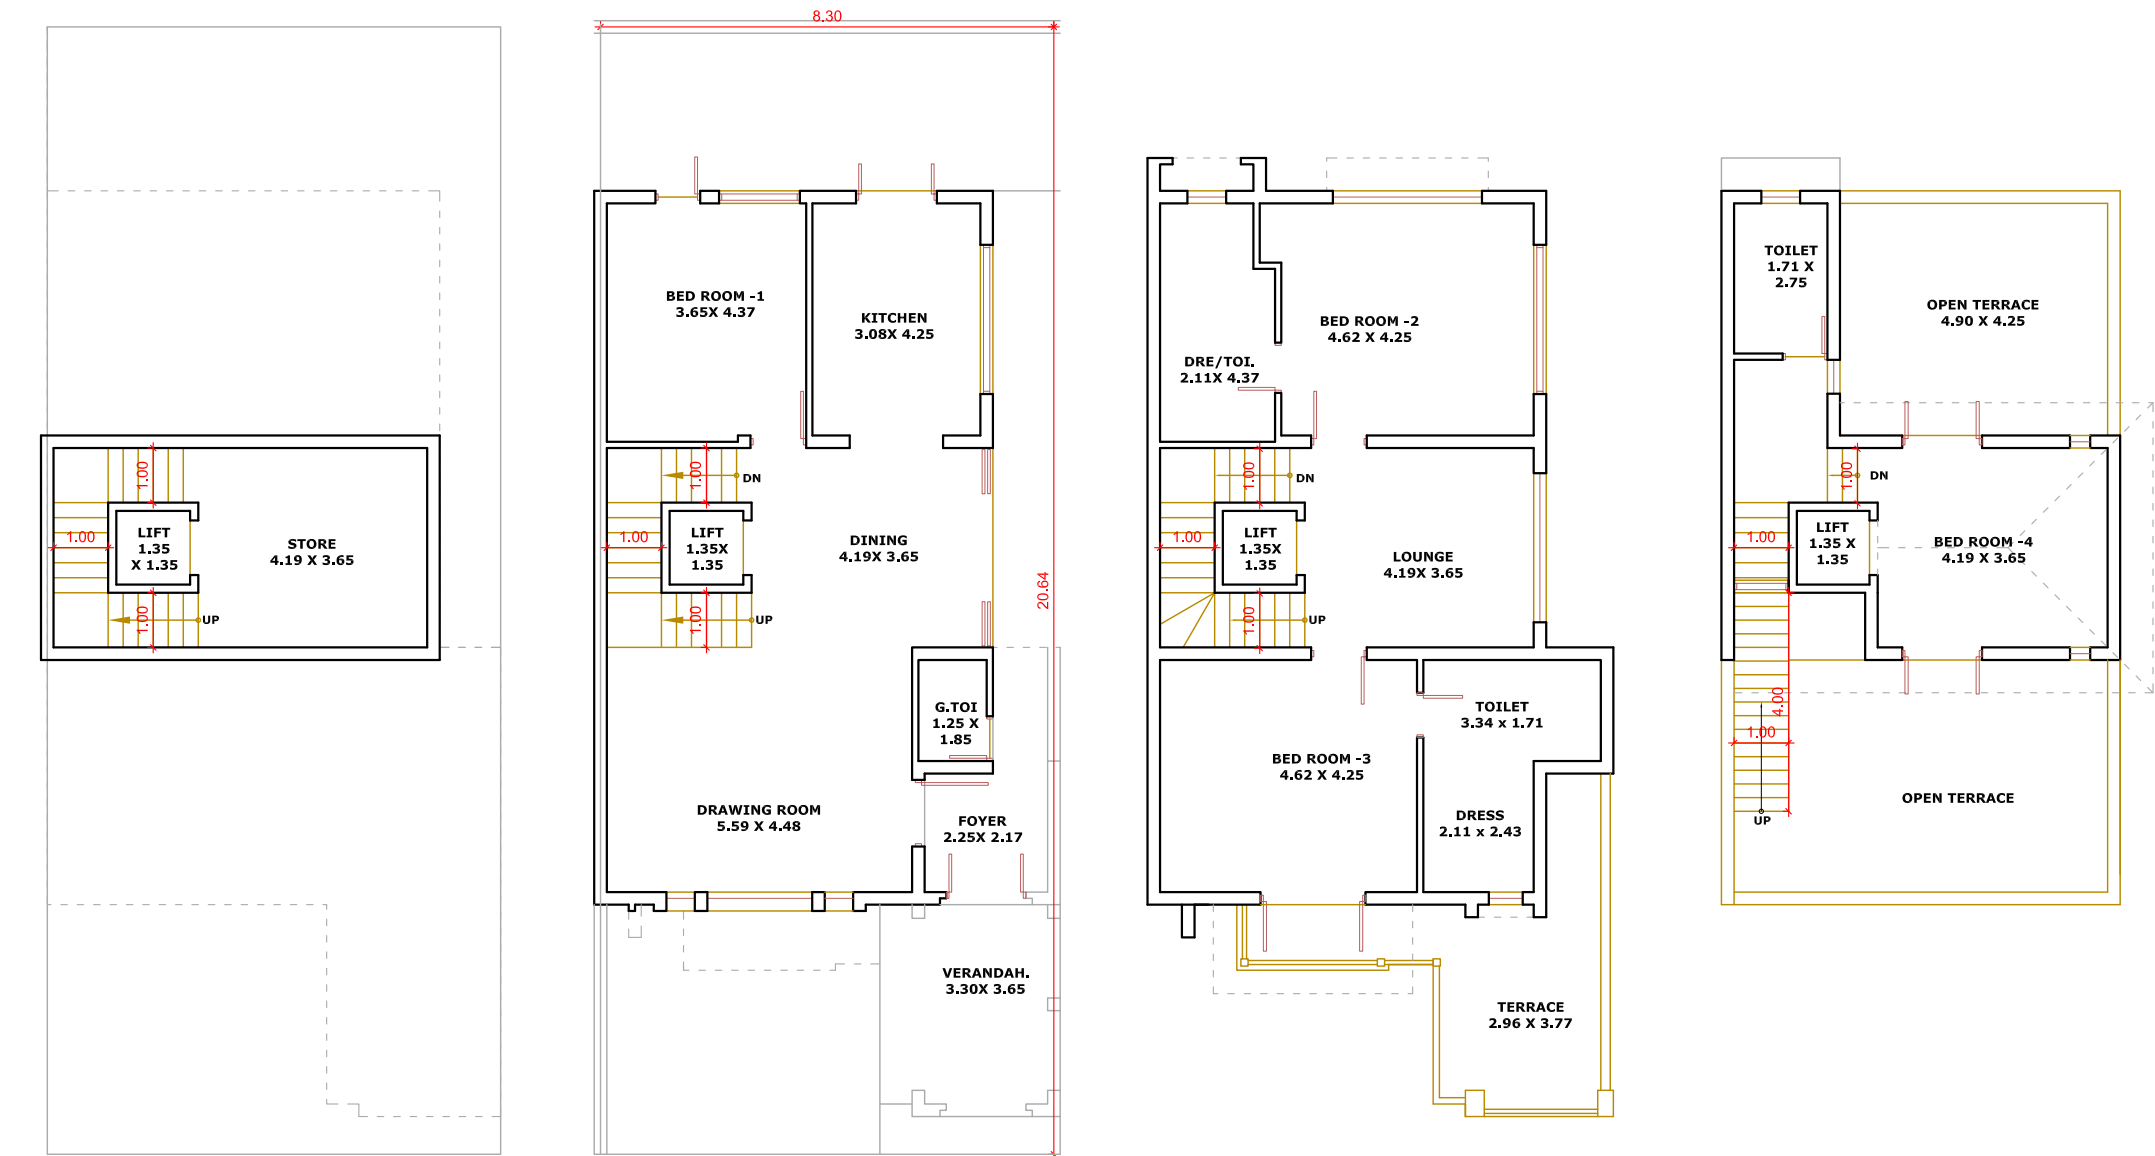 1.00
LIFT
1.35
X 1.35
1.00
STORE
4.19 X 3.65
1.00
UP
8.30
20.64
BED ROOM -1
3.65X 4.37
KITCHEN
3.08X 4.25
1.00
DN
LIFT
1.35X
1.35
1.00
DINING
4.19X 3.65
1.00
UP
G.TOI
1.25 X
1.85
DRAWING ROOM
5.59 X 4.48
FOYER
2.25X 2.17
VERANDAH.
3.30X 3.65
BED ROOM -2
4.62 X 4.25
DRE/TOI.
2.11X 4.37
1.00
DN
LIFT
1.35X
1.35
1.00
LOUNGE
4.19X 3.65
1.00
UP
TOILET
3.34 x 1.71
BED ROOM -3
4.62 X 4.25
DRESS
2.11 x 2.43
TERRACE
2.96 X 3.77
TOILET
1.71 X
2.75
OPEN TERRACE
4.90 X 4.25
1.00
DN
LIFT
1.35 X
1.35
1.00
BED ROOM -4
4.19 X 3.65
4.00
1.00
UP
OPEN TERRACE